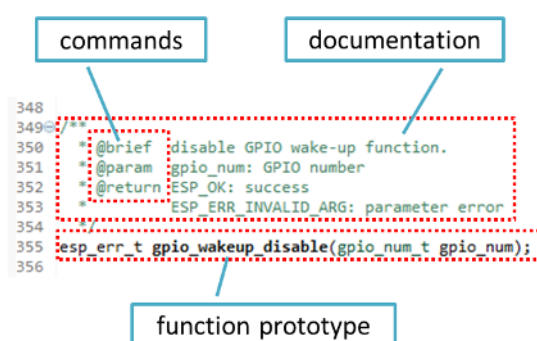 commands
documentation
348
349 /**
350 * @brief disable GPIO wake-up function.
351 * @param gpio_num: GPIO number
352 * @return ESP_OK: success
353 * ESP_ERR_INVALID_ARG: parameter error
354 */
355 esp_err_t gpio_wakeup_disable(gpio_num_t gpio_num);
356
function prototype